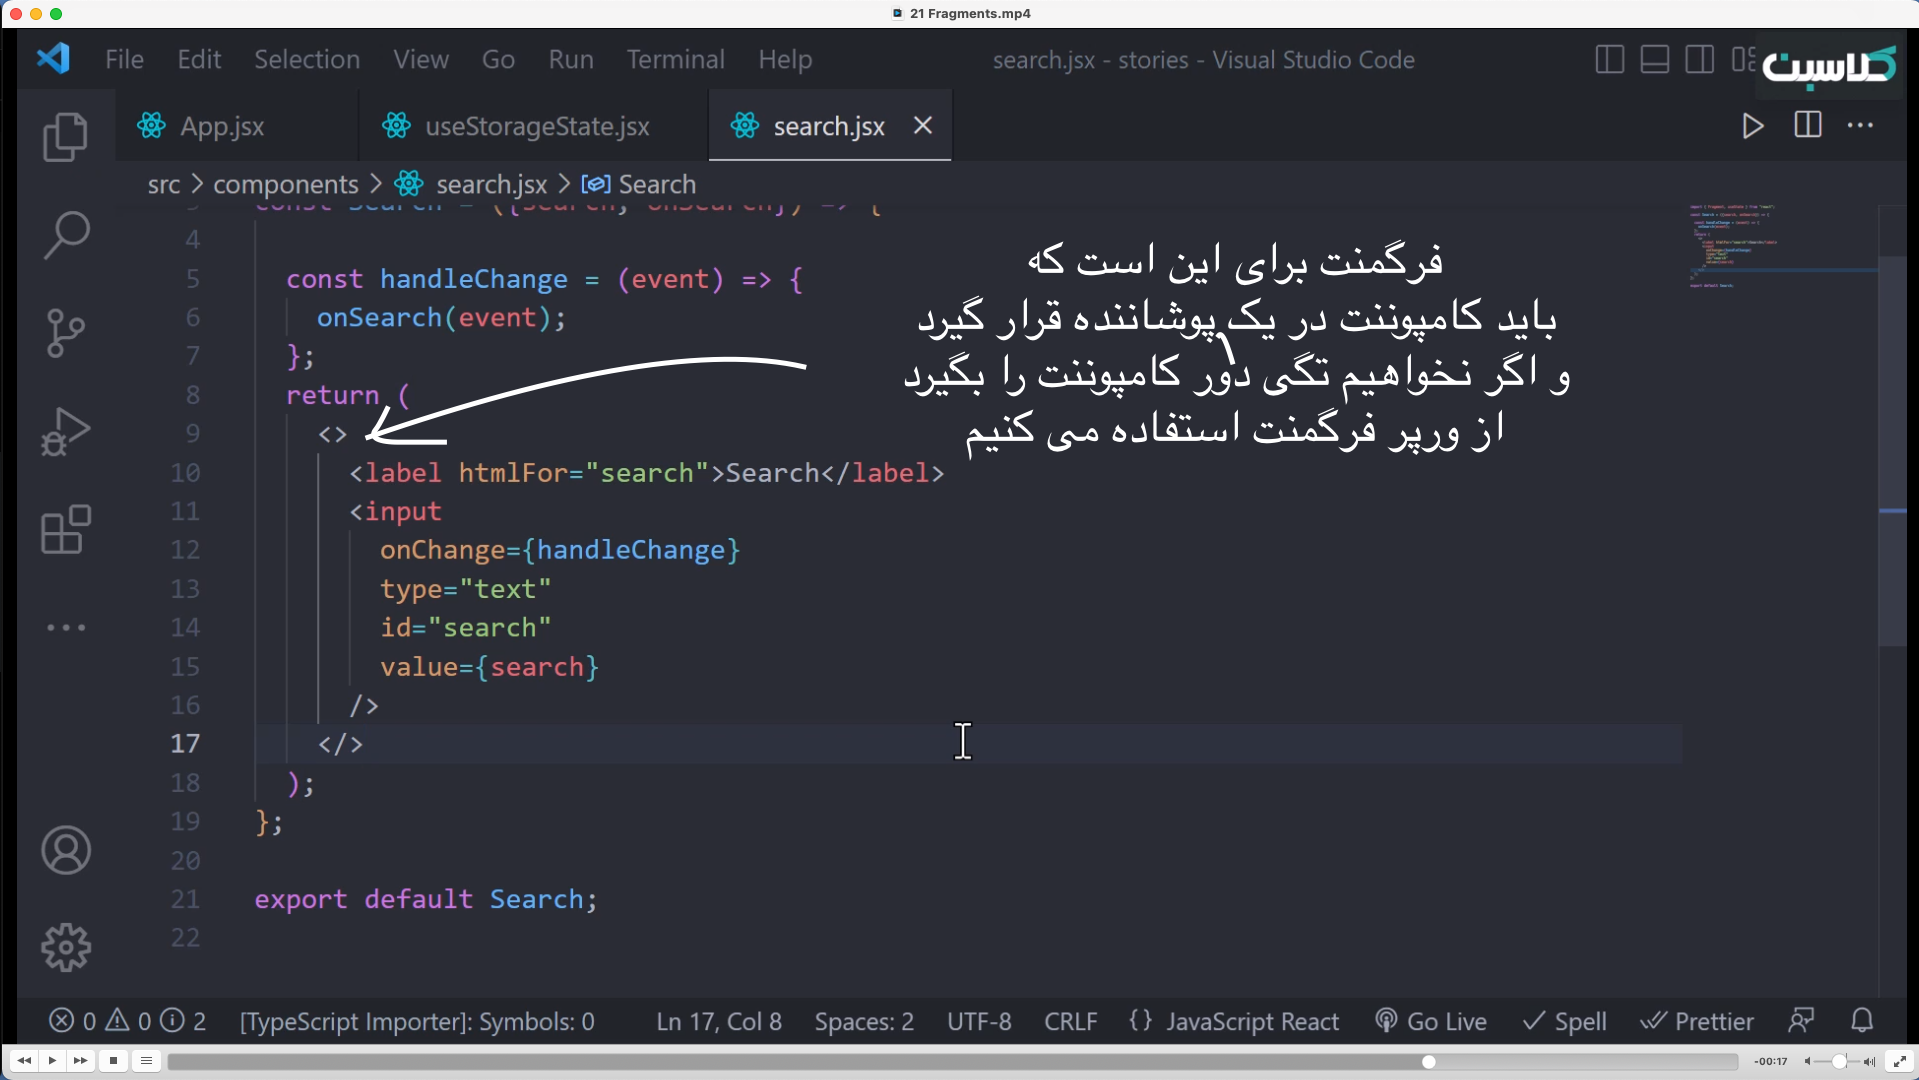 21 Fragments.mp4
File Edit Selection View Go Run Terminal Help search.jsx - stories - Visual Studio Code
کلاسبت
App.jsx useStorageState.jsx search.jsx
src > components > search.jsx > Search
4
5 const handleChange = (event) => {
6 onSearch(event);
7 };
8 return (
9 <>
10 <label htmlFor="search">Search</label>
11 <input
12 onChange={handleChange}
13 type="text"
14 id="search"
15 value={search}
16 />
17 </>
18 );
19 };
20
21 export default Search;
22
فرگمنت برای این است که
باید کامپوننت در یک پوشاننده قرار گیرد
و اگر نخواهیم تگی دور کامپوننت را بگیرد
از ورپر فرگمنت استفاده می کنیم
0 0 2 [TypeScript Importer]: Symbols: 0 Ln 17, Col 8 Spaces: 2 UTF-8 CRLF {} JavaScript React Go Live Spell Prettier
-00:17